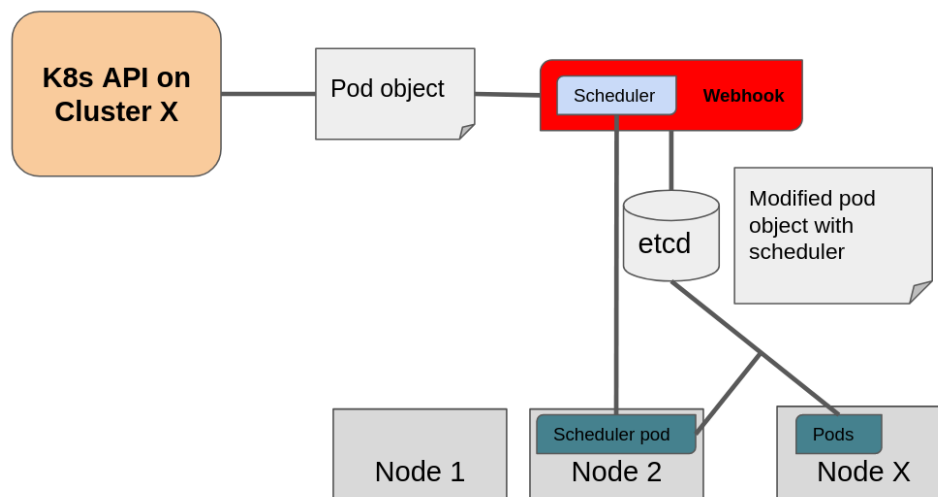 K8s API on
Cluster X
Pod object
Scheduler
Webhook
etcd
Modified pod
object with
scheduler
Scheduler pod
Pods
Node 1
Node 2
Node X